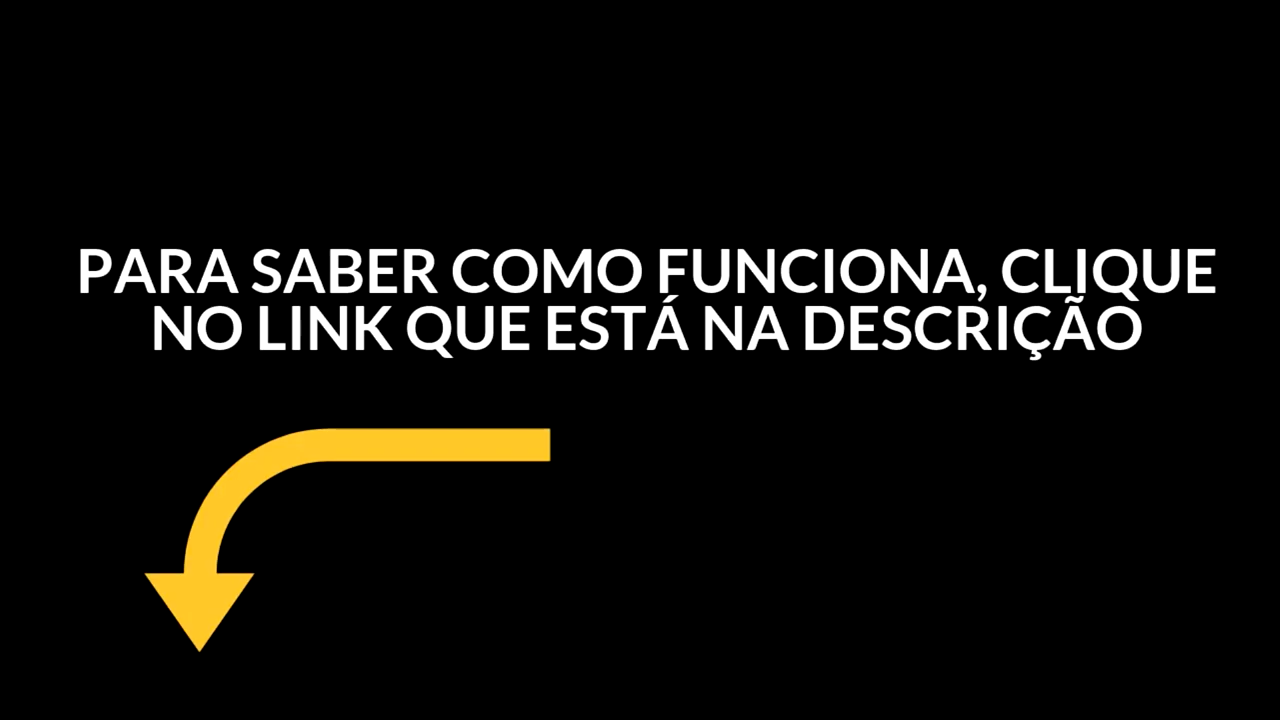 PARA SABER COMO FUNCIONA, CLIQUE
NO LINK QUE ESTÁ NA DESCRIÇÃO